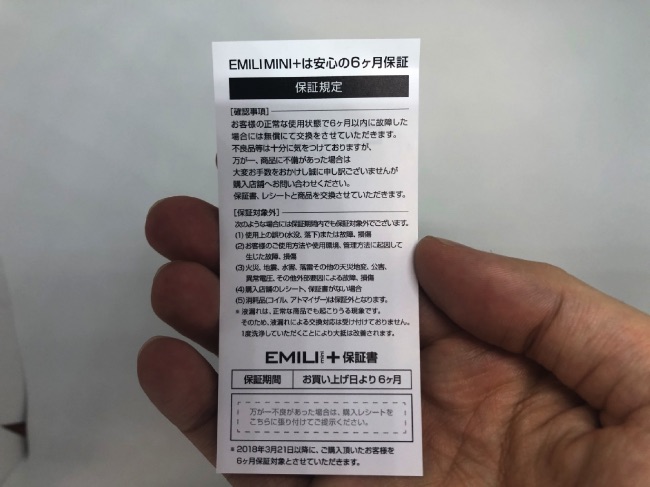 EMILI MINI+は安心の6ヶ月保証
保証規定
[確認事項]
お客様の正常な使用状態で6ヶ月以内に故障した
場合には無償にて交換をさせていただきます。
不良品等は十分に気をつけておりますが、
万が一、商品に不備があった場合は
大変お手数をおかけし誠に申し訳ございませんが
購入店舗へお問い合わせください。
保証書、レシートと商品を交換させていただきます。
[保証対象外]
次のような場合には保証期間内でも保証対象外でございます。
(1)使用上の誤り(水没、落下)または故障、損傷
(2)お客様のご使用方法や使用環境、管理方法に起因して
生じた故障、損傷
(3)火災、地震、水害、落雷その他の天災地変、公害、
異常電圧、その他外部要因による故障、損傷
(4)購入店舗のレシート、保証書がない場合
(5)消耗品(コイル、アトマイザー)は保証外となります。
* 液漏れは、正常な商品でも起こりうる現象です。
そのため、液漏れによる交換対応は受け付けておりません。
1度洗浄していただくことにより大抵は改善されます。
EMILI MINI+保証書
保証期間 お買い上げ日より6ヶ月
万が一不良があった場合は、購入レシートを
こちらに張り付けてご提示ください。
* 2018年3月21日以降に、ご購入頂いたお客様を
6ヶ月保証対象とさせていただきます。